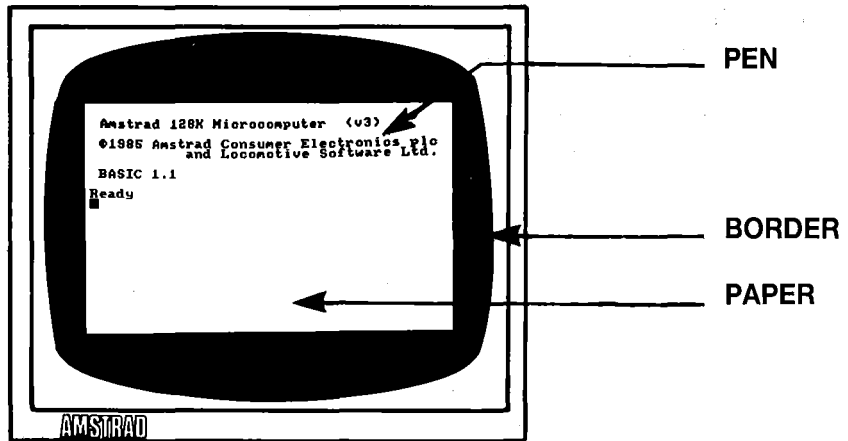 PEN
Amstrad 128K Microcomputer (v3)
©1985 Amstrad Consumer Electronics plc
and Locomotive Software Ltd.
BASIC 1.1
Ready
BORDER
PAPER
AMSTRAD